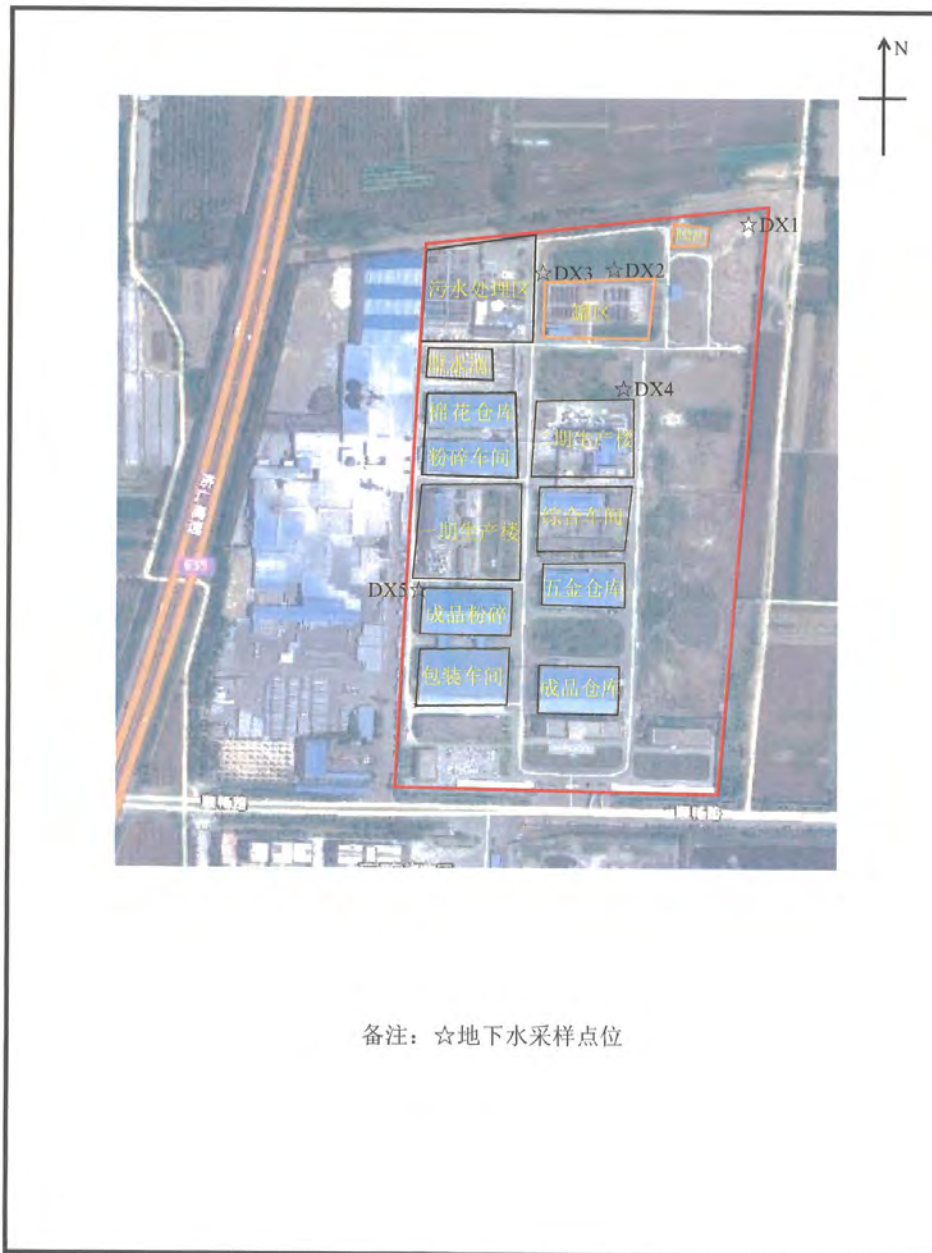 N
☆DX1
☆DX3
☆DX2
污水处理区
罐区
☆DX4
棉花仓库
二期生产楼
粉碎车间
综合车间
一期生产楼
DX5☆
五金仓库
成品粉碎
包装车间
成品仓库
备注：☆地下水采样点位